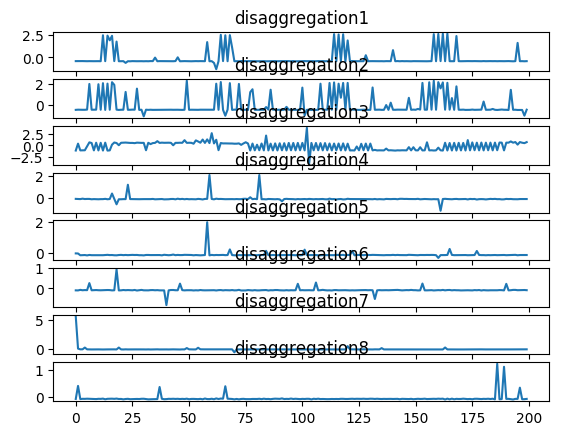 disaggregation1
2.5
0.0
disaggregation2
2
0
disaggregation3
2.5
0.0
−2.5
disaggregation4
2
0
disaggregation5
2
0
disaggregation6
1
0
disaggregation7
5
0
disaggregation8
1
0
0 25 50 75 100 125 150 175 200